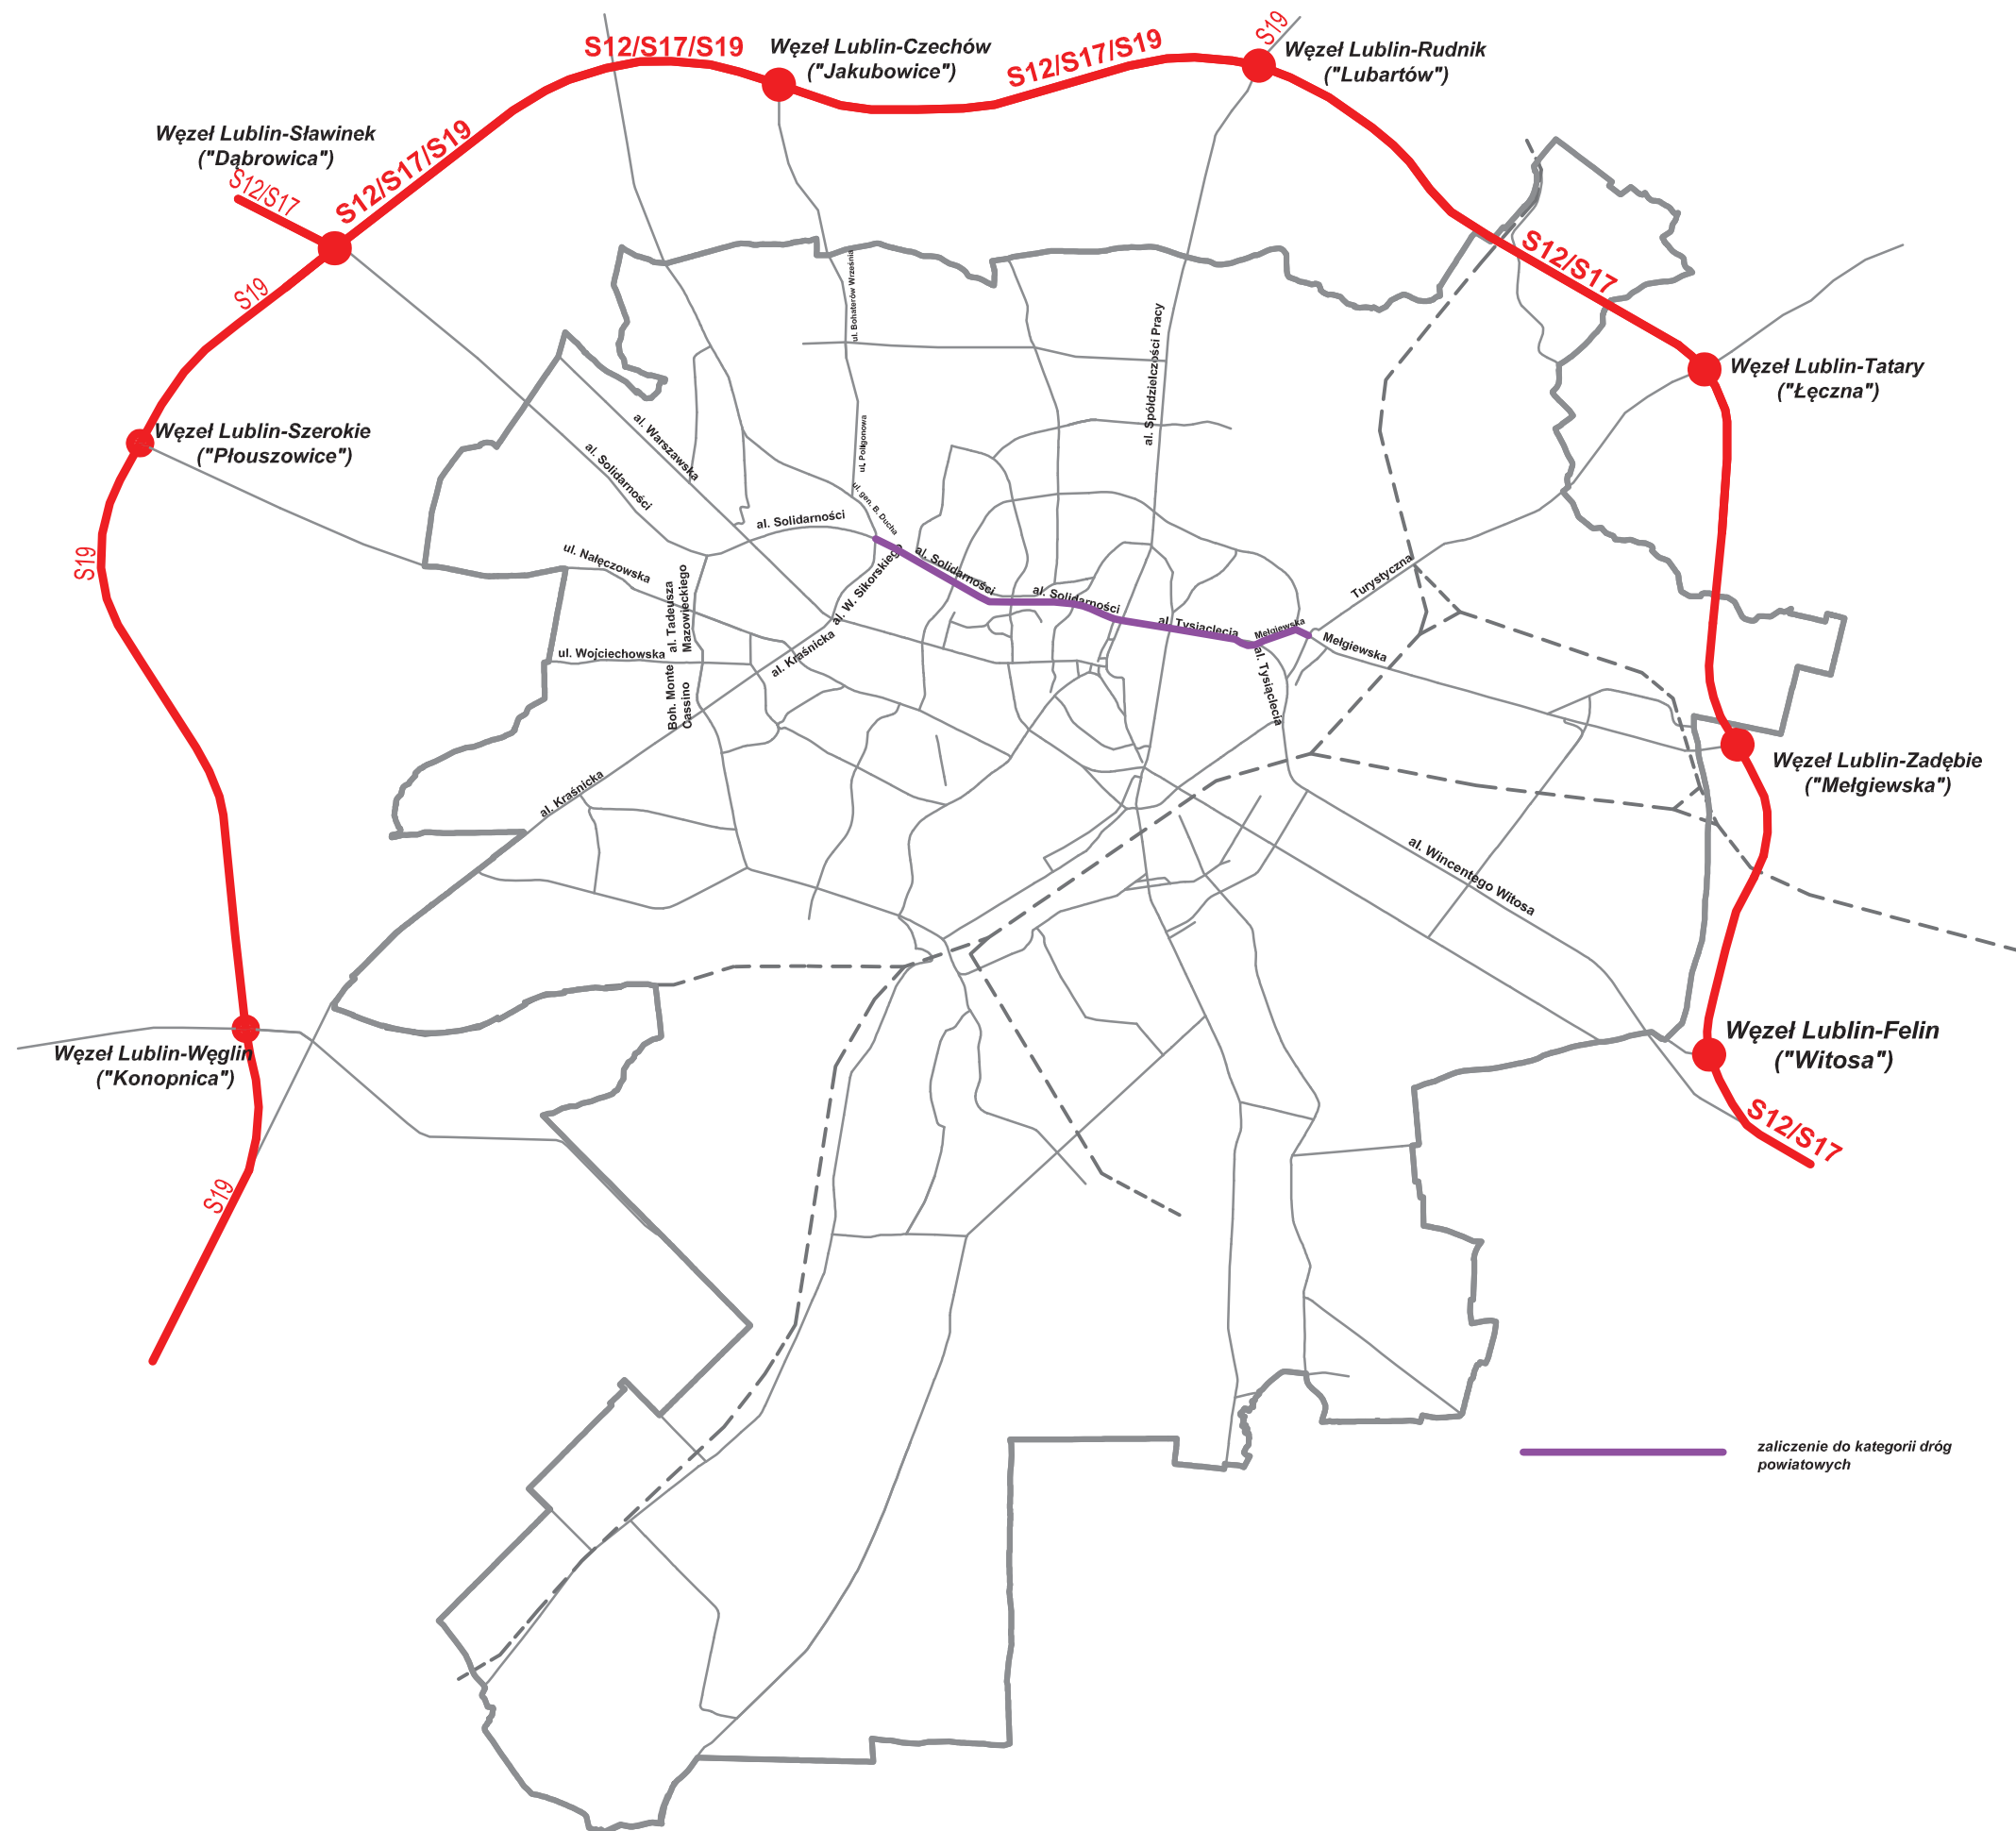 S19
S12/S17/S19
Węzeł Lublin-Czechów
("Jakubowice")
S12/S17/S19
Węzeł Lublin-Rudnik
("Lubartów")
Węzeł Lublin-Sławinek
("Dąbrowica")
S12/S17
S12/S17/S19
S19
S12/S17
ul. Bohaterów Września
al. Spółdzielczości Pracy
Węzeł Lublin-Tatary
("Łęczna")
Węzeł Lublin-Szerokie
("Płouszowice")
al. Warszawska
al. Solidarności
ul. Poligonowa
ul. gen. B. Ducha
al. Solidarności
S19
ul. Nałęczowska
al. Tadeusza
Mazowieckiego
al. W. Sikorskiego
al. Solidarności
al. Solidarności
al. Tysiąclecia
Mełgiewska
Turystyczna
Mełgiewska
ul. Wojciechowska
al. Kraśnicka
al. Tysiąclecia
Boh. Monte
Cassino
al. Kraśnicka
Węzeł Lublin-Zadębie
("Mełgiewska")
al. Wincentego Witosa
Węzeł Lublin-Węglin
("Konopnica")
Węzeł Lublin-Felin
("Witosa")
S12/S17
S19
zaliczenie do kategorii dróg
powiatowych